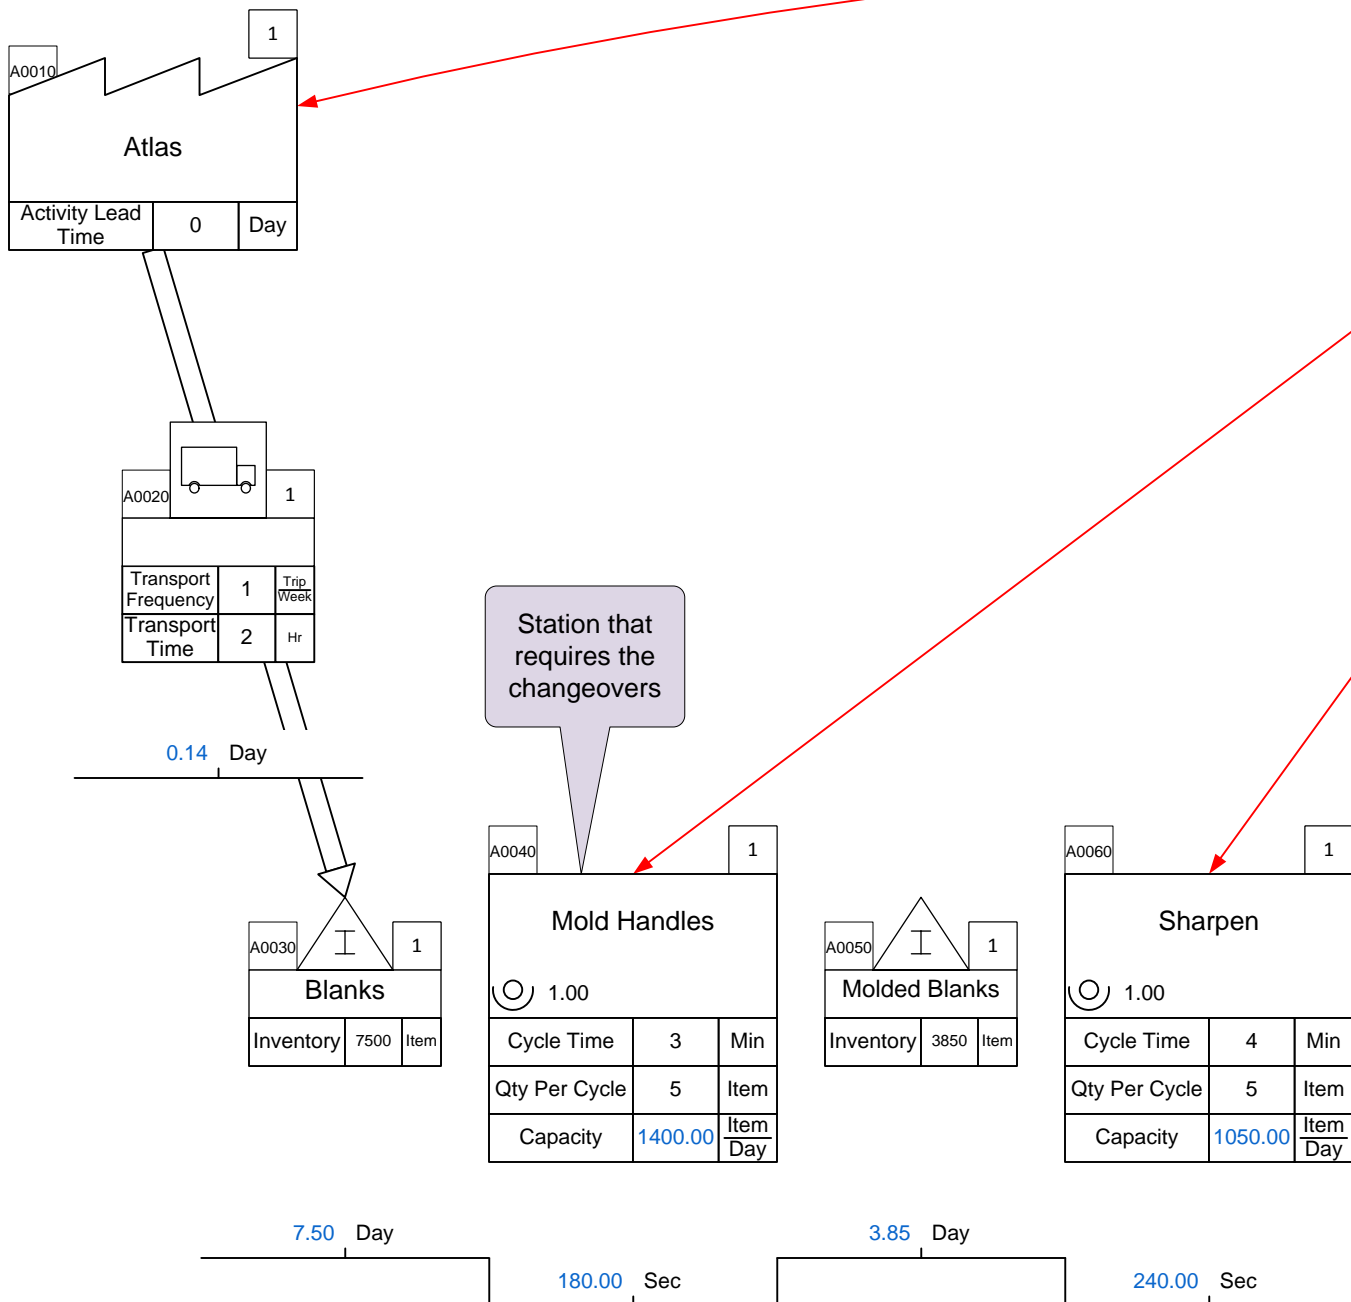 1
A0010
Atlas
Activity Lead
Time
0
Day
A0020
1
Transport
Frequency
1
Trip
Week
Transport
Time
2
Hr
0.14 Day
Station that
requires the
changeovers
A0030
1
Blanks
Inventory
7500
Item
A0040
1
Mold Handles
1.00
Cycle Time
3
Min
Qty Per Cycle
5
Item
Capacity
1400.00
Item
Day
A0050
1
Molded Blanks
Inventory
3850
Item
A0060
1
Sharpen
1.00
Cycle Time
4
Min
Qty Per Cycle
5
Item
Capacity
1050.00
Item
Day
7.50 Day
180.00 Sec
3.85 Day
240.00 Sec